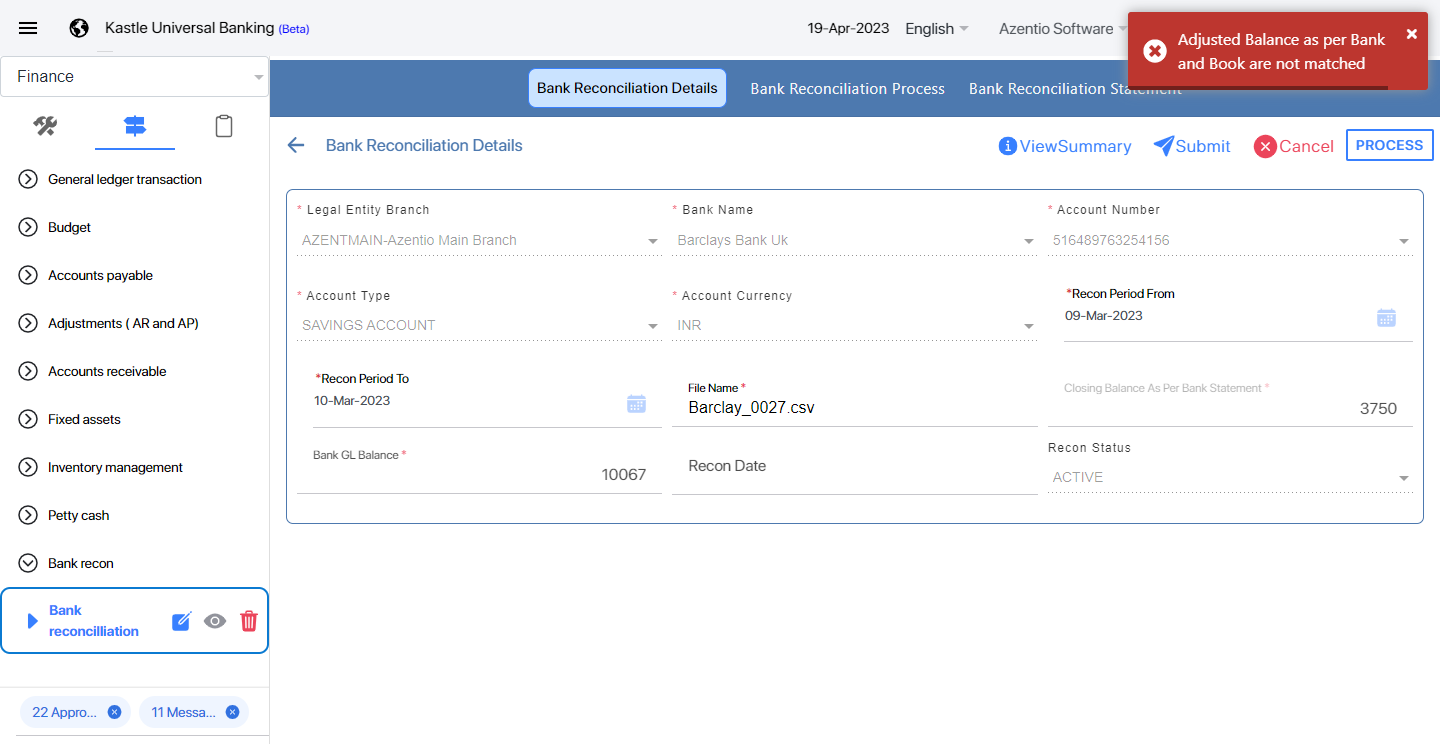 Kastle Universal Banking (Beta)
19-Apr-2023
English
Azentio Software
Adjusted Balance as per Bank
and Book are not matched
Finance
Bank Reconciliation Details
Bank Reconciliation Process
Bank Reconciliation Statement
Bank Reconciliation Details
ViewSummary
Submit
Cancel
PROCESS
General ledger transaction
Budget
Accounts payable
Adjustments ( AR and AP)
Accounts receivable
Fixed assets
Inventory management
Petty cash
Bank recon
Bank
reconcilliation
22 Appro...
11 Messa...
* Legal Entity Branch
AZENTMAIN-Azentio Main Branch
* Bank Name
Barclays Bank Uk
* Account Number
516489763254156
* Account Type
SAVINGS ACCOUNT
* Account Currency
INR
*Recon Period From
09-Mar-2023
*Recon Period To
10-Mar-2023
File Name *
Barclay_0027.csv
Closing Balance As Per Bank Statement *
3750
Bank GL Balance *
10067
Recon Date
Recon Status
ACTIVE